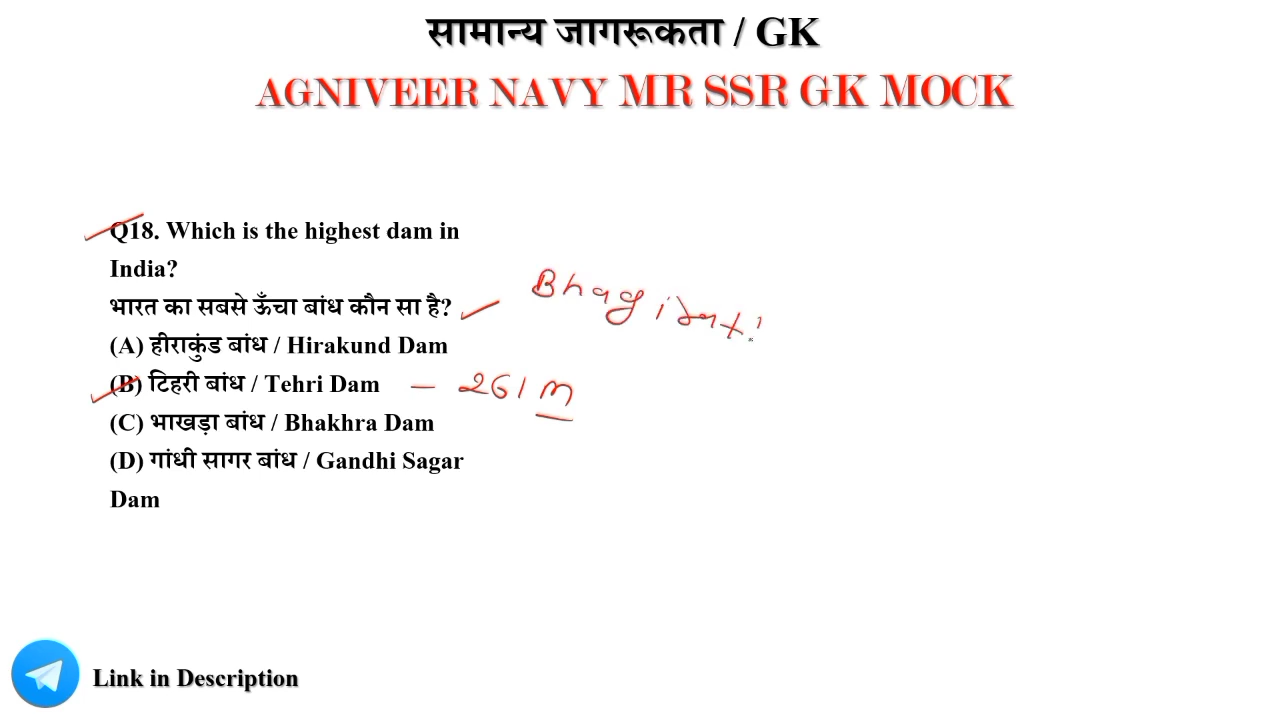 सामान्य जागरूकता / GK
AGNIVEER NAVY MR SSR GK MOCK
Q18. Which is the highest dam in
India?
भारत का सबसे ऊँचा बांध कौन सा है?
Bhagirathi
(A) हीराकुंड बांध / Hirakund Dam
(B) टिहरी बांध / Tehri Dam - 261 m
(C) भाखड़ा बांध / Bhakhra Dam
(D) गांधी सागर बांध / Gandhi Sagar
Dam
Link in Description